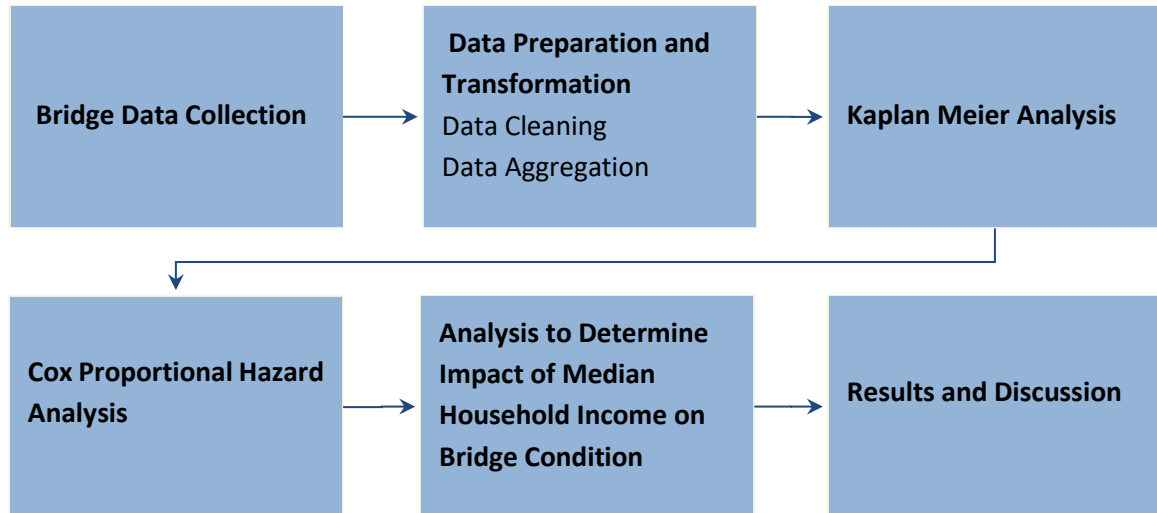 Bridge Data Collection
Data Preparation and
Transformation
Data Cleaning
Data Aggregation
Kaplan Meier Analysis
Cox Proportional Hazard
Analysis
Analysis to Determine
Impact of Median
Household Income on
Bridge Condition
Results and Discussion